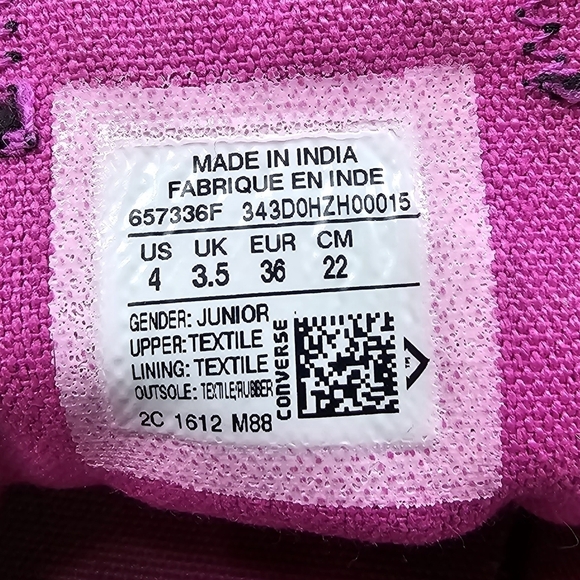 MADE IN INDIA
FABRIQUE EN INDE
657336F 343D0HZH00015
US UK EUR CM
4 3.5 36 22
GENDER: JUNIOR
UPPER: TEXTILE
LINING: TEXTILE
OUTSOLE: TEXTILE/RUBBER
2C 1612 M88
CONVERSE